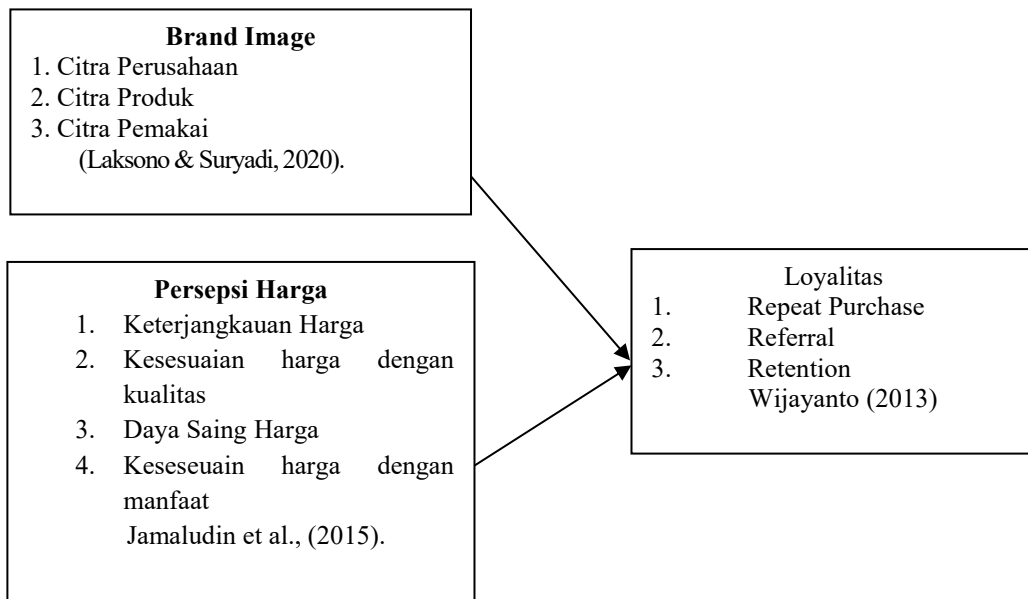 Brand Image
1. Citra Perusahaan
2. Citra Produk
3. Citra Pemakai
(Laksono & Suryadi, 2020).
Persepsi Harga
1. Keterjangkauan Harga
2. Kesesuaian harga dengan
kualitas
3. Daya Saing Harga
4. Keseseuain harga dengan
manfaat
Jamaludin et al., (2015).
Loyalitas
1. Repeat Purchase
2. Referral
3. Retention
Wijayanto (2013)